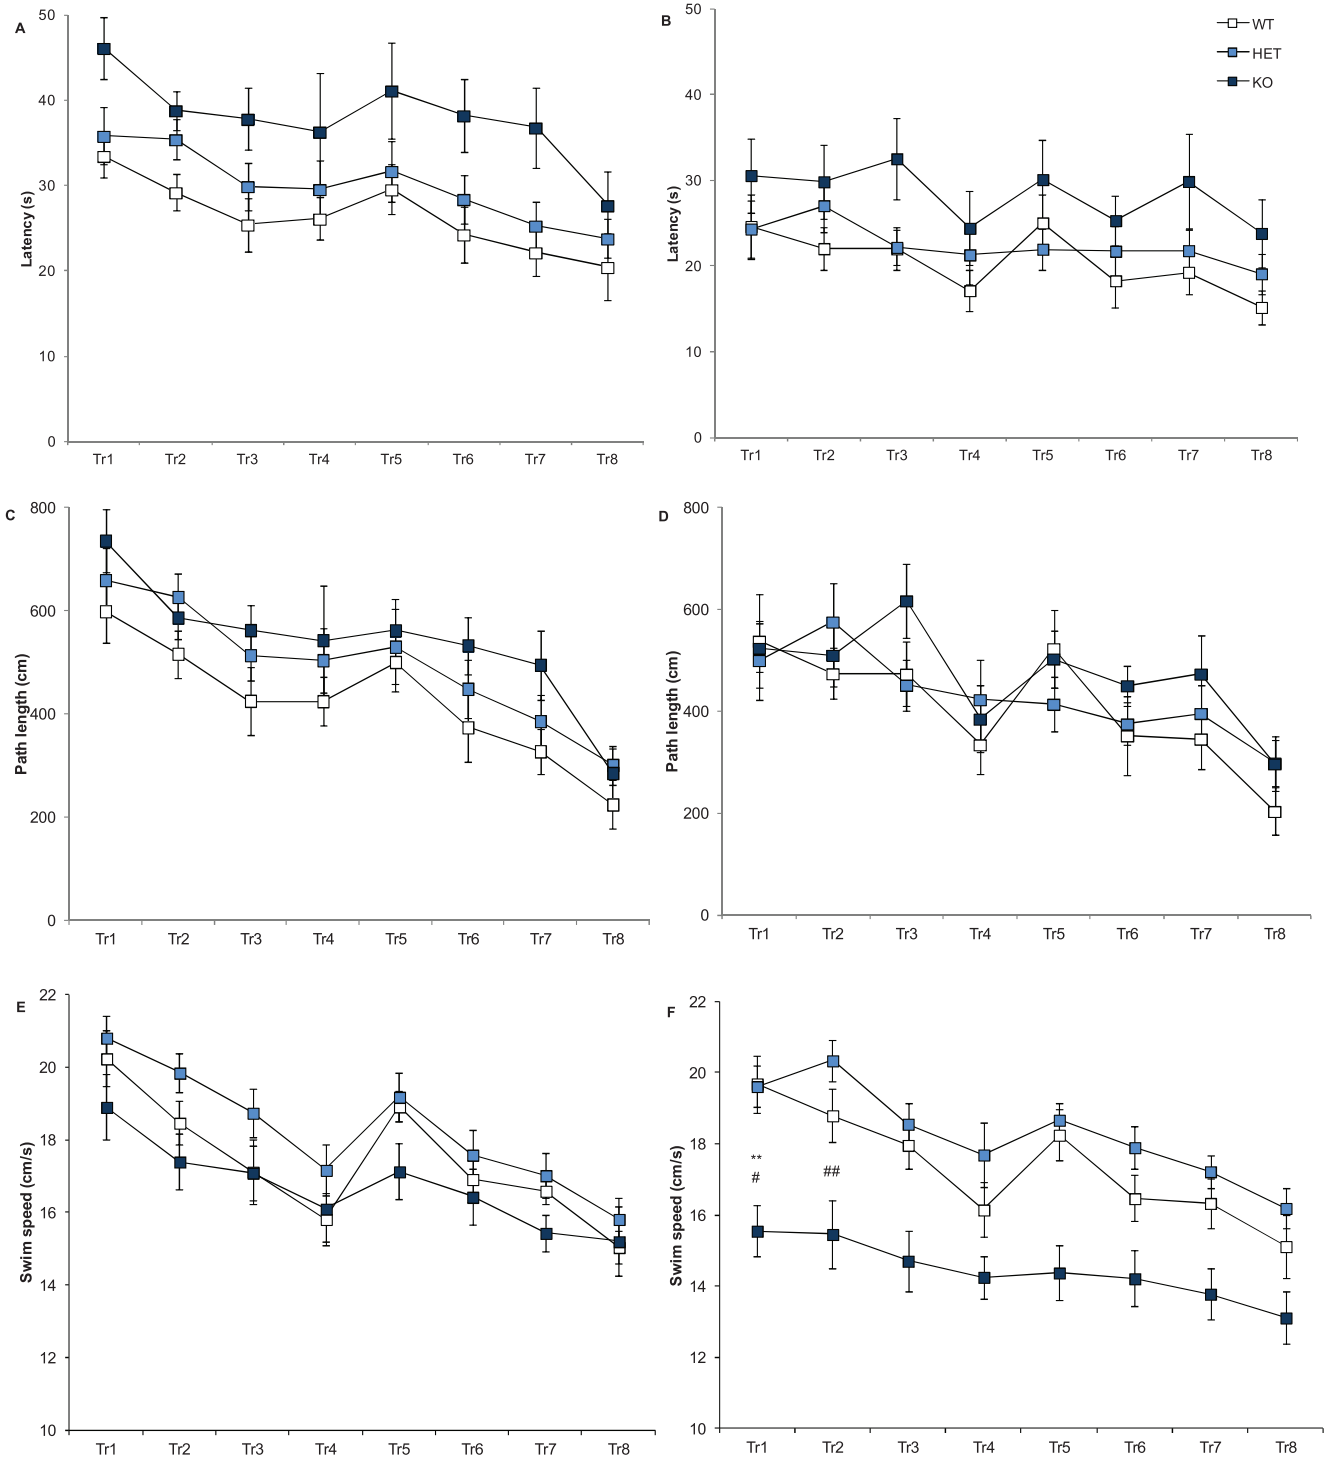 A
50
40
30
20
10
0
Latency (s)
Tr1 Tr2 Tr3 Tr4 Tr5 Tr6 Tr7 Tr8
B
50
40
30
20
10
0
Latency (s)
Tr1 Tr2 Tr3 Tr4 Tr5 Tr6 Tr7 Tr8
WT
HET
KO
C
800
600
400
200
0
Path length (cm)
Tr1 Tr2 Tr3 Tr4 Tr5 Tr6 Tr7 Tr8
D
800
600
400
200
0
Path length (cm)
Tr1 Tr2 Tr3 Tr4 Tr5 Tr6 Tr7 Tr8
E
22
20
18
16
14
12
10
Swim speed (cm/s)
Tr1 Tr2 Tr3 Tr4 Tr5 Tr6 Tr7 Tr8
F
22
20
18
16
14
12
10
Swim speed (cm/s)
**
#
##
Tr1 Tr2 Tr3 Tr4 Tr5 Tr6 Tr7 Tr8